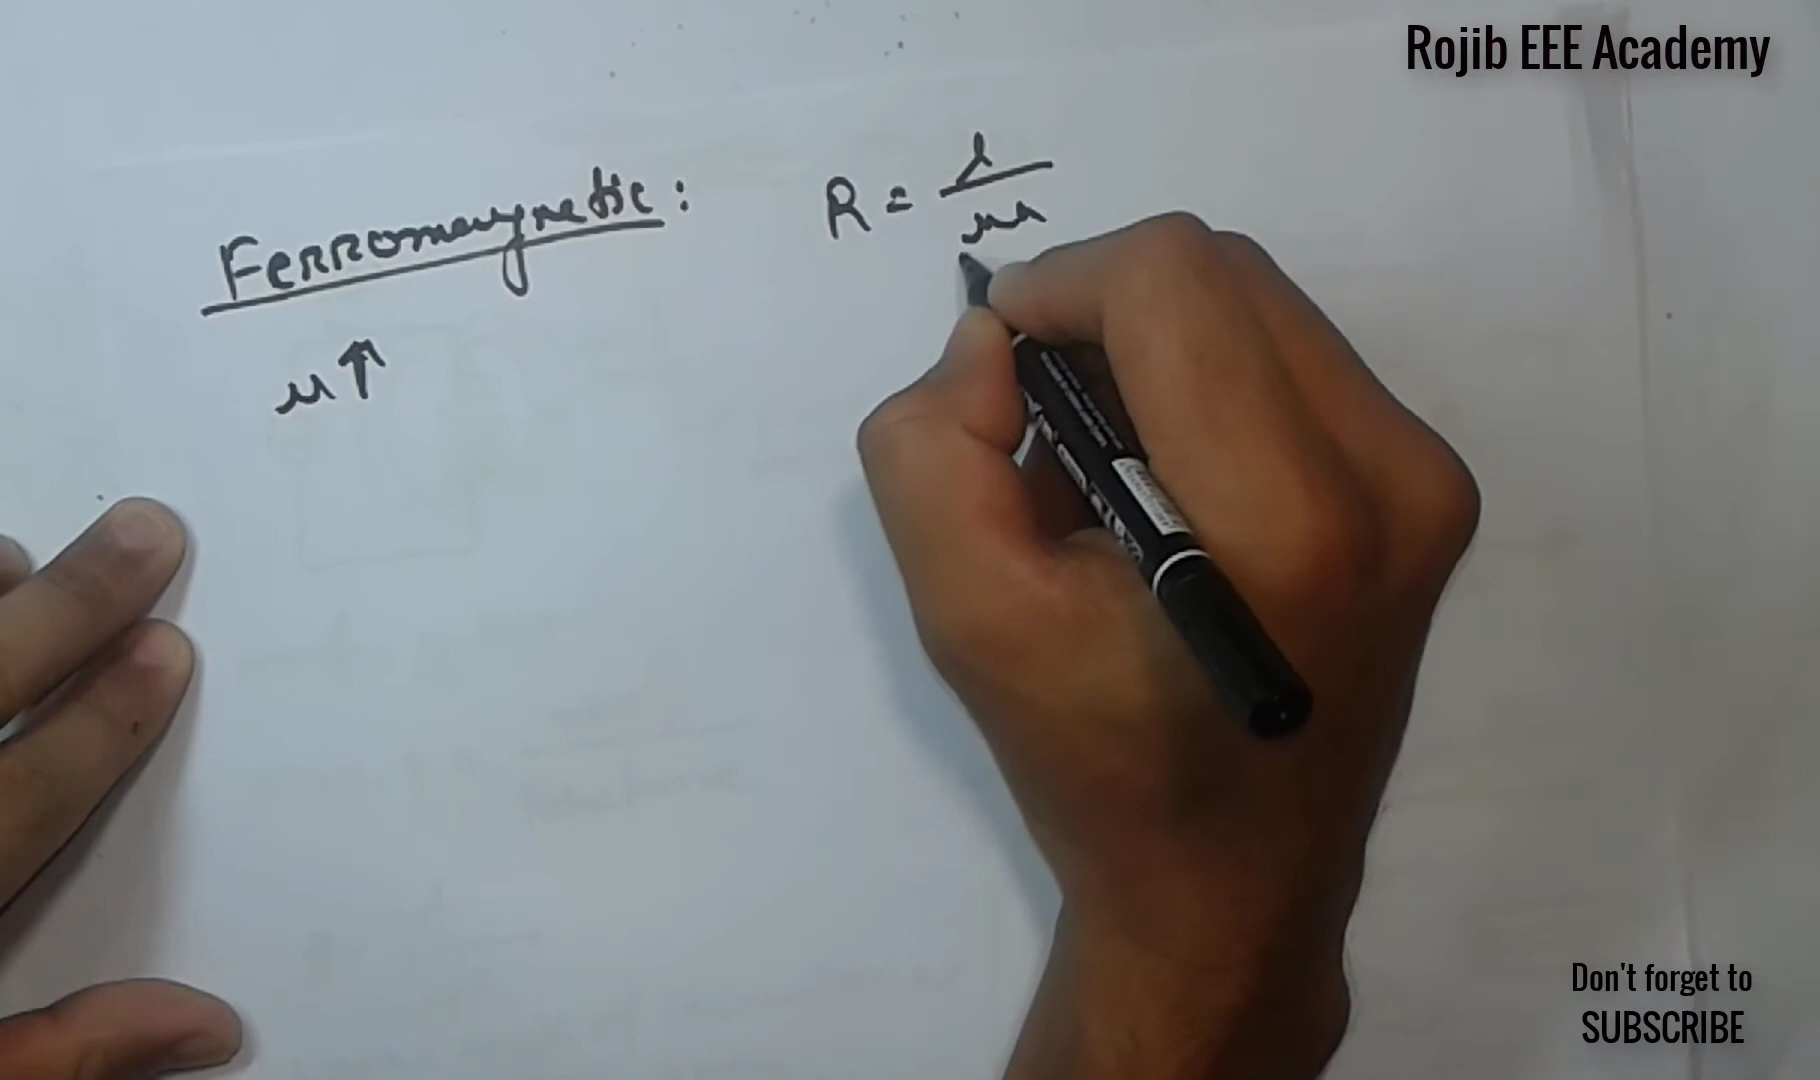 Rojib EEE Academy
Ferromagnetic:
R = l / μA
μ↑
Don't forget to
SUBSCRIBE